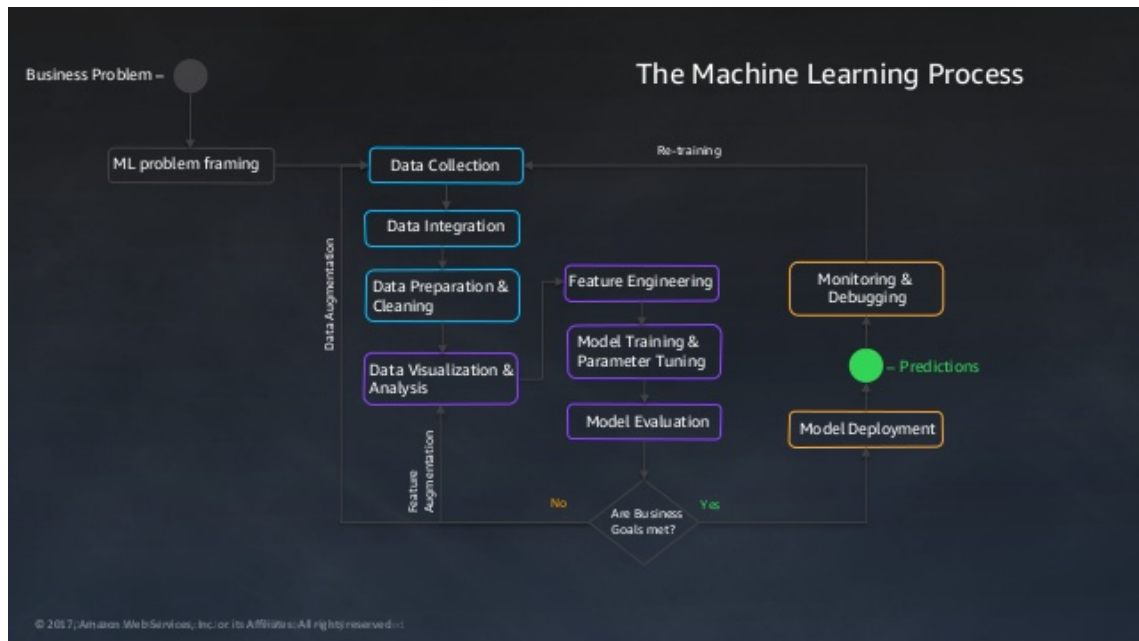 The Machine Learning Process
Business Problem –
ML problem framing
Data Collection
Re-training
Data Integration
Data Augmentation
Data Preparation &
Cleaning
Feature Engineering
Monitoring &
Debugging
Model Training &
Parameter Tuning
Data Visualization &
Analysis
– Predictions
Model Evaluation
Model Deployment
Feature
Augmentation
No
Yes
Are Business
Goals met?
© 2017, Amazon Web Services, Inc. or its Affiliates. All rights reserved.